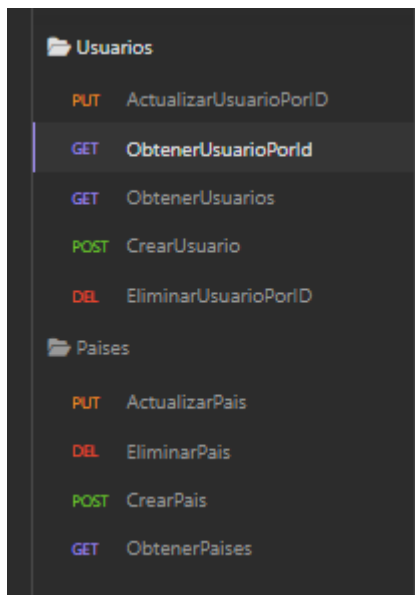 Usuarios
PUT ActualizarUsuarioPorID
GET ObtenerUsuarioPorId
GET ObtenerUsuarios
POST CrearUsuario
DEL EliminarUsuarioPorID
Paises
PUT ActualizarPais
DEL EliminarPais
POST CrearPais
GET ObtenerPaises